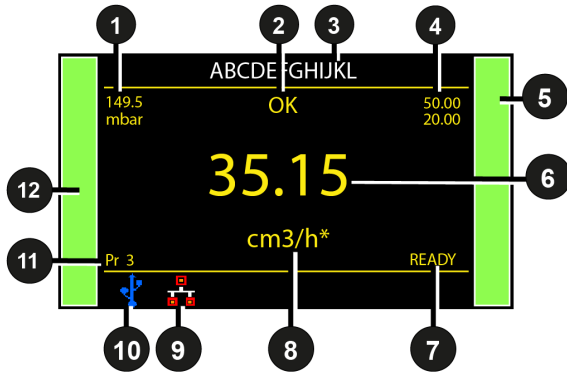 1 2 3 4
ABCDEFGHIJKL
149.5 OK 50.00
mbar 20.00
5
35.15
6
12
cm3/h*
11 Pr 3 READY
10 9 8 7